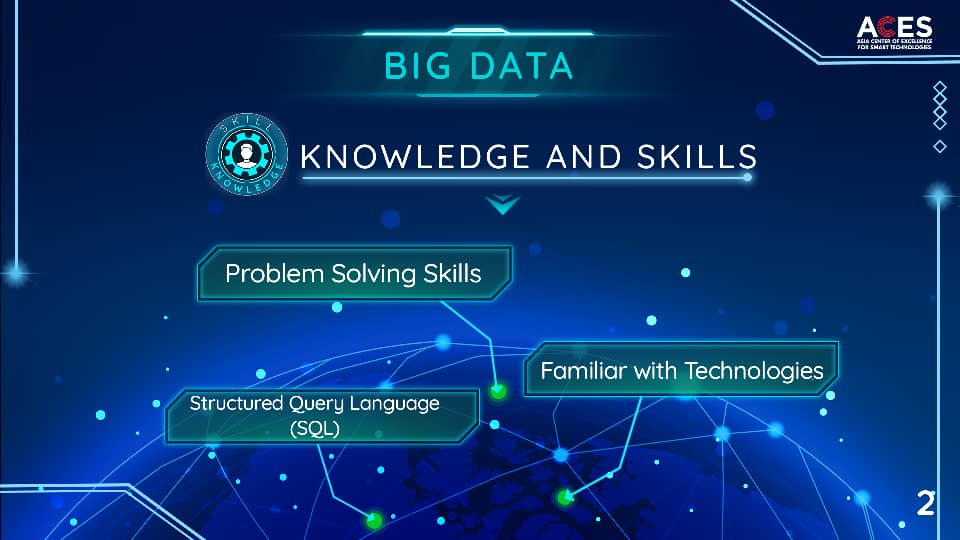 ACES
ASIA CENTER OF EXCELLENCE
FOR SMART TECHNOLOGIES
BIG DATA
SKILL
KNOWLEDGE
KNOWLEDGE AND SKILLS
Problem Solving Skills
Familiar with Technologies
Structured Query Language
(SQL)
2